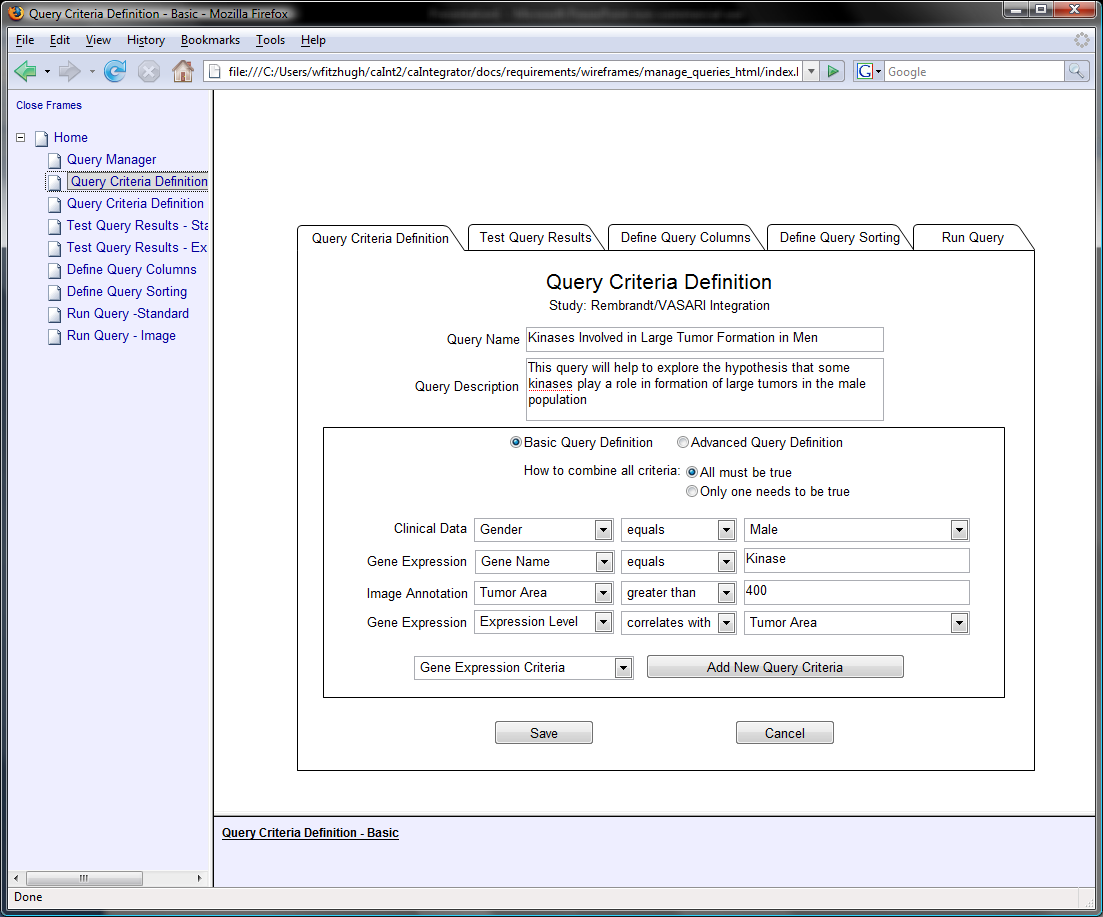 Query Criteria Definition - Basic - Mozilla Firefox
File Edit View History Bookmarks Tools Help
file:///C:/Users/wfitzhugh/caInt2/caIntegrator/docs/requirements/wireframes/manage_queries_html/index.l
G Google
Close Frames
Home
Query Manager
Query Criteria Definition
Query Criteria Definition
Test Query Results - Sta
Test Query Results - Ex
Define Query Columns
Define Query Sorting
Run Query -Standard
Run Query - Image
Query Criteria Definition Test Query Results Define Query Columns Define Query Sorting Run Query
Query Criteria Definition
Study: Rembrandt/VASARI Integration
Query Name Kinases Involved in Large Tumor Formation in Men
Query Description
This query will help to explore the hypothesis that some
kinases play a role in formation of large tumors in the male
population
Basic Query Definition Advanced Query Definition
How to combine all criteria: All must be true
Only one needs to be true
Clinical Data Gender equals Male
Gene Expression Gene Name equals Kinase
Image Annotation Tumor Area greater than 400
Gene Expression Expression Level correlates with Tumor Area
Gene Expression Criteria Add New Query Criteria
Save Cancel
Query Criteria Definition - Basic
Done